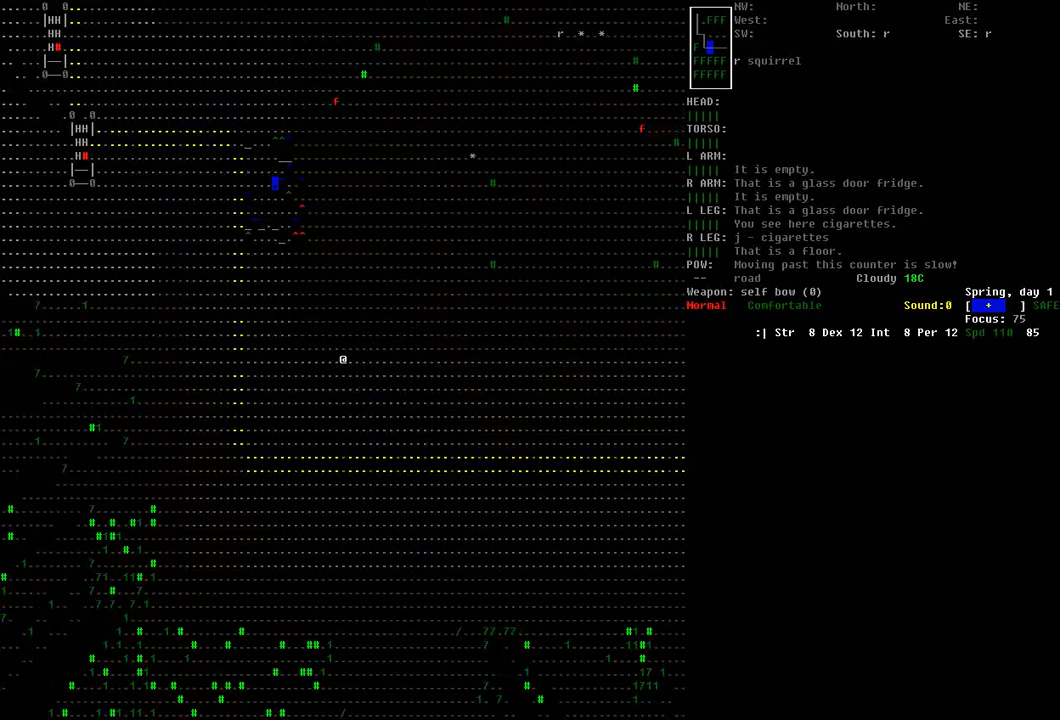 NW: North: NE:
West: East:
SW: South: r SE: r
r squirrel
HEAD:
|||||
TORSO:
|||||
L ARM:
||||| It is empty.
R ARM: That is a glass door fridge.
||||| It is empty.
L LEG: That is a glass door fridge.
||||| You see here cigarettes.
R LEG: j - cigarettes
||||| That is a floor.
POW: Moving past this counter is slow!
-- road Cloudy 18C
Weapon: self bow (0) Spring, day 1
Normal Comfortable Sound:0 [ + ] SAFE
Focus: 75
:| Str 8 Dex 12 Int 8 Per 12 Spd 110 85